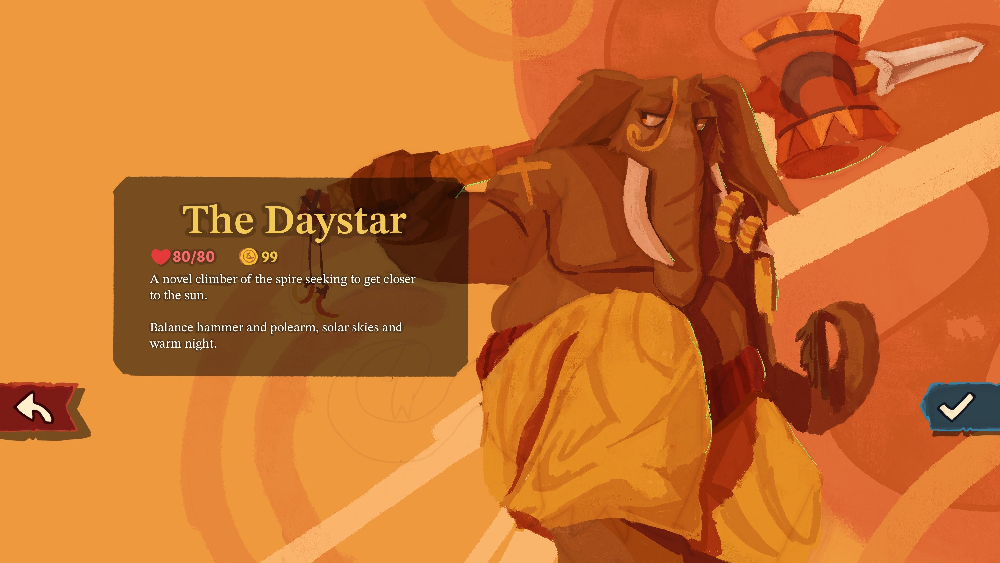 The Daystar
80/80 99
A novel climber of the spire seeking to get closer
to the sun.
Balance hammer and polearm, solar skies and
warm night.